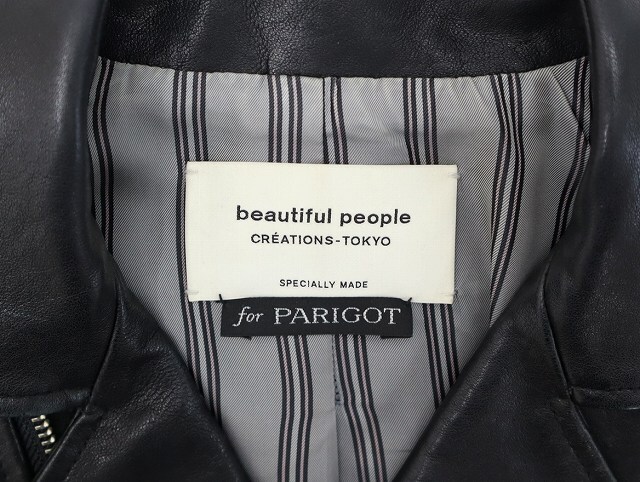 beautiful people
CRÉATIONS-TOKYO
SPECIALLY MADE
for PARIGOT